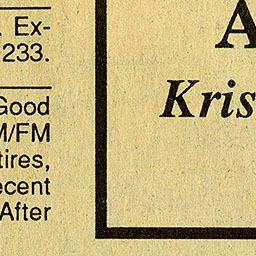 . Ex-
233.
Good
M/FM
tires,
ecent
After
A
Kris